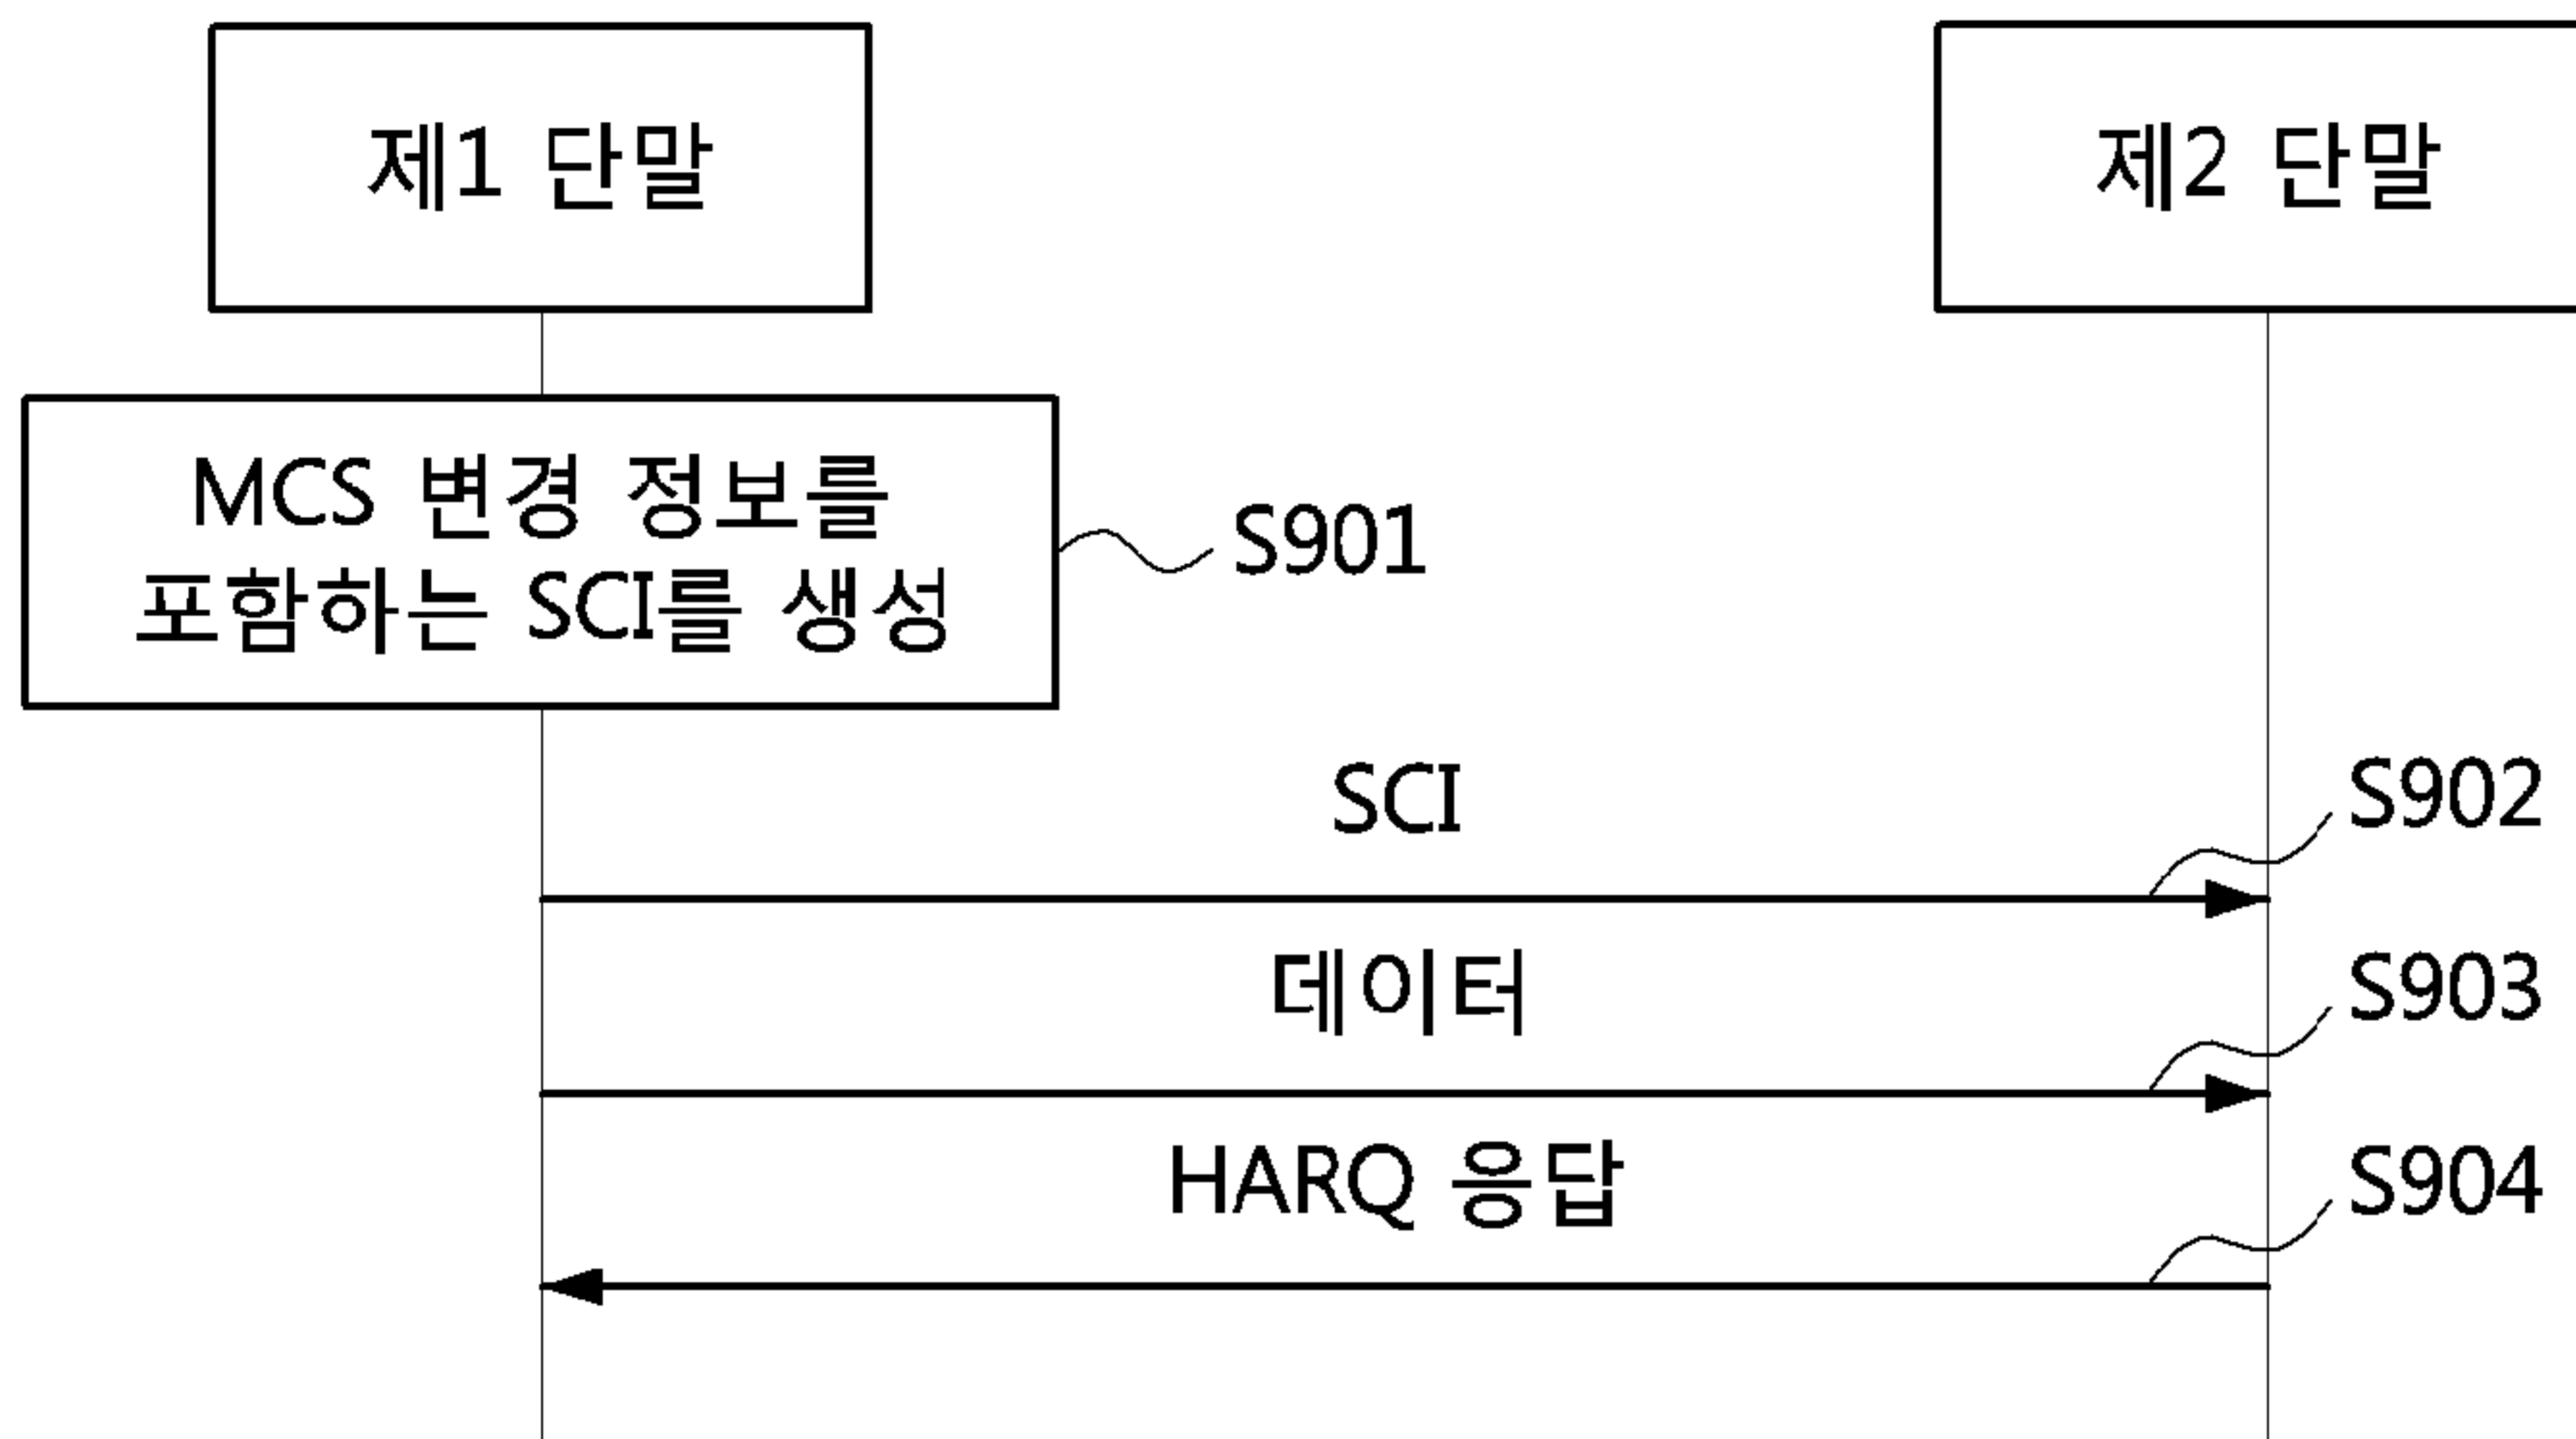 제1 단말
제2 단말
MCS 변경 정보를
포함하는 SCI를 생성
S901
SCI
S902
데이터
S903
HARQ 응답
S904